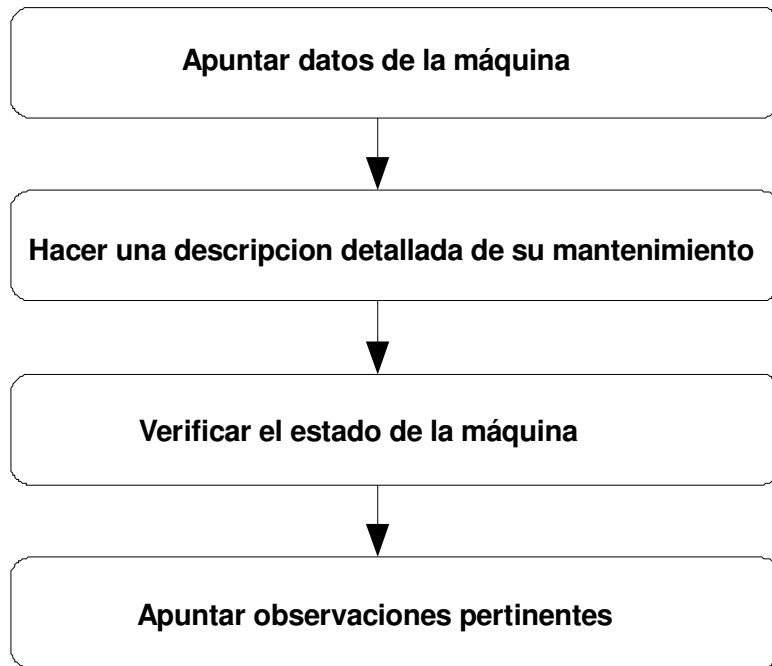 Apuntar datos de la máquina
Hacer una descripcion detallada de su mantenimiento
Verificar el estado de la máquina
Apuntar observaciones pertinentes